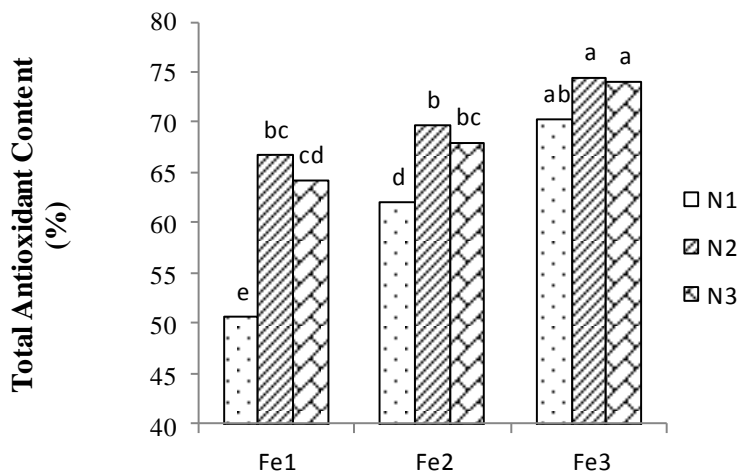 Total Antioxidant Content
(%)
80
75
70
65
60
55
50
45
40
e
bc
cd
d
b
bc
ab
a
a
Fe1
Fe2
Fe3
N1
N2
N3